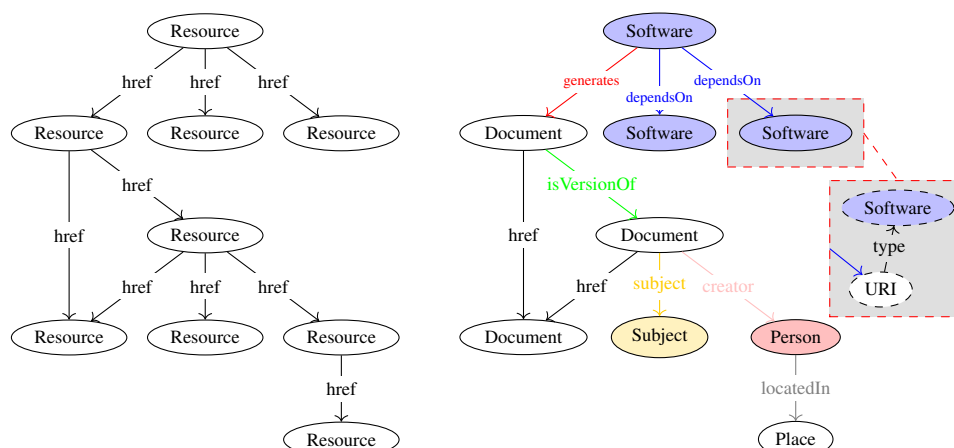 Resource
href
href
href
Resource
Resource
Resource
href
href
Resource
href
href
href
Resource
Resource
Resource
href
Resource
Software
generates
dependsOn
dependsOn
Document
Software
Software
isVersionOf
href
Document
href
subject
creator
Document
Subject
Person
locatedIn
Place
Software
type
URI